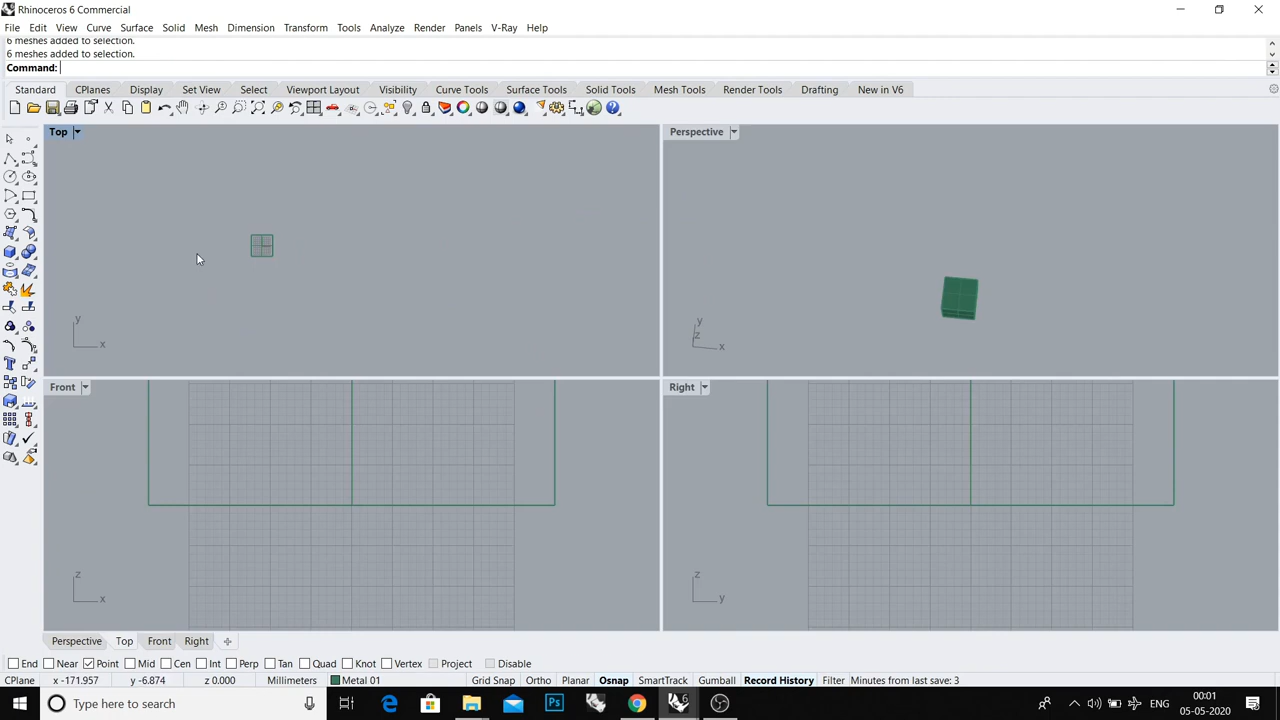 Rhinoceros 6 Commercial
File Edit View Curve Surface Solid Mesh Dimension Transform Tools Analyze Render Panels V-Ray Help
6 meshes added to selection.
6 meshes added to selection.
Command:
Standard CPlanes Display Set View Select Viewport Layout Visibility Curve Tools Surface Tools Solid Tools Mesh Tools Render Tools Drafting New in V6
Top
Perspective
y
x
y
z
x
Front
Right
z
x
z
y
Perspective Top Front Right
End Near Point Mid Cen Int Perp Tan Quad Knot Vertex Project Disable
CPlane x -171.957 y -6.874 z 0.000 Millimeters Metal 01 Grid Snap Ortho Planar Osnap SmartTrack Gumball Record History Filter Minutes from last save: 3
Type here to search
Ps
6
00:01
05-05-2020